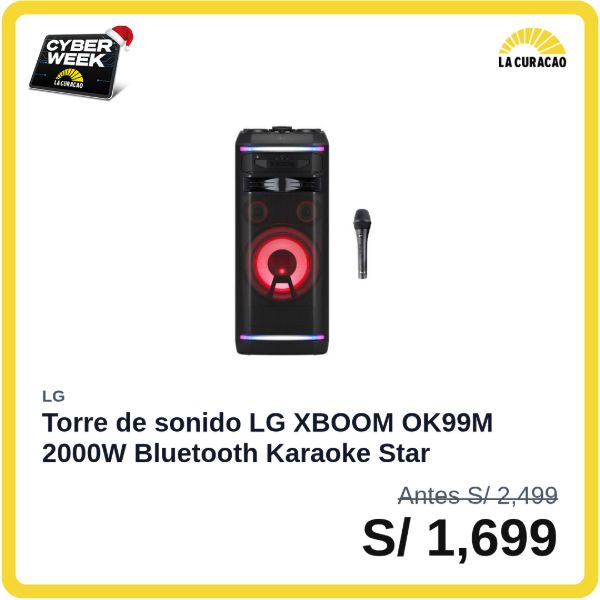 CYBER
WEEK
LA CURACAO
LA CURACAO
LG
Torre de sonido LG XBOOM OK99M
2000W Bluetooth Karaoke Star
Antes S/ 2,499
S/ 1,699